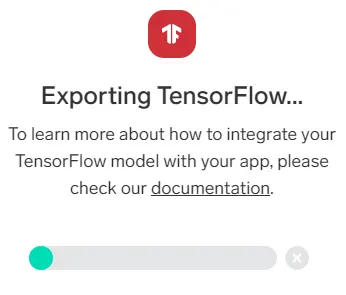 Exporting TensorFlow...
To learn more about how to integrate your
TensorFlow model with your app, please
check our documentation.